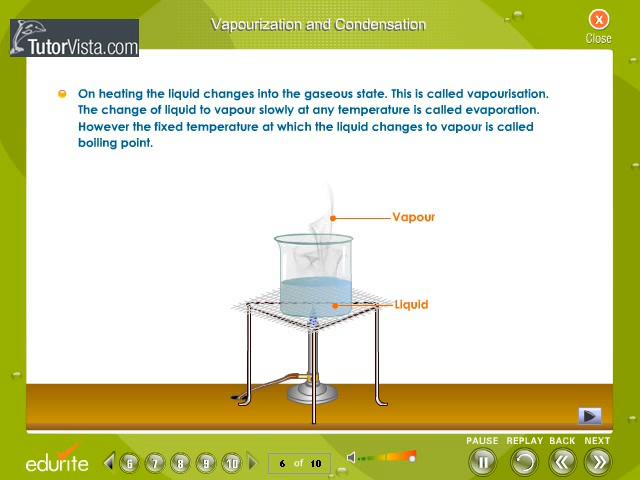 Vapourization and Condensation
x
Close
TutorVista.com
On heating the liquid changes into the gaseous state. This is called vapourisation.
The change of liquid to vapour slowly at any temperature is called evaporation.
However the fixed temperature at which the liquid changes to vapour is called
boiling point.
Vapour
Liquid
PAUSE REPLAY BACK NEXT
edurite
6 7 8 9 10
6 of 10